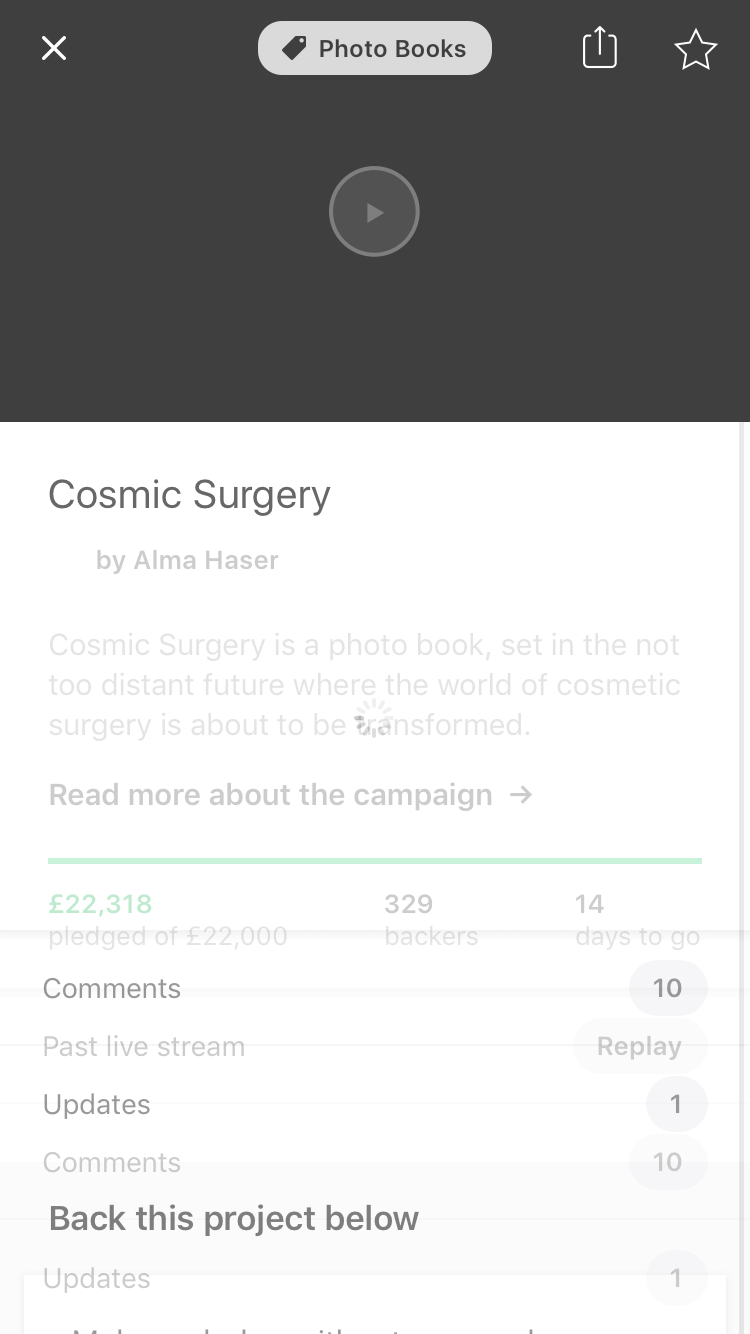 Photo Books
Cosmic Surgery
by Alma Haser
Cosmic Surgery is a photo book, set in the not
too distant future where the world of cosmetic
surgery is about to be transformed.
Read more about the campaign →
£22,318 329 14
pledged of £22,000 backers days to go
Comments 10
Past live stream Replay
Updates 1
Comments 10
Back this project below
Updates 1